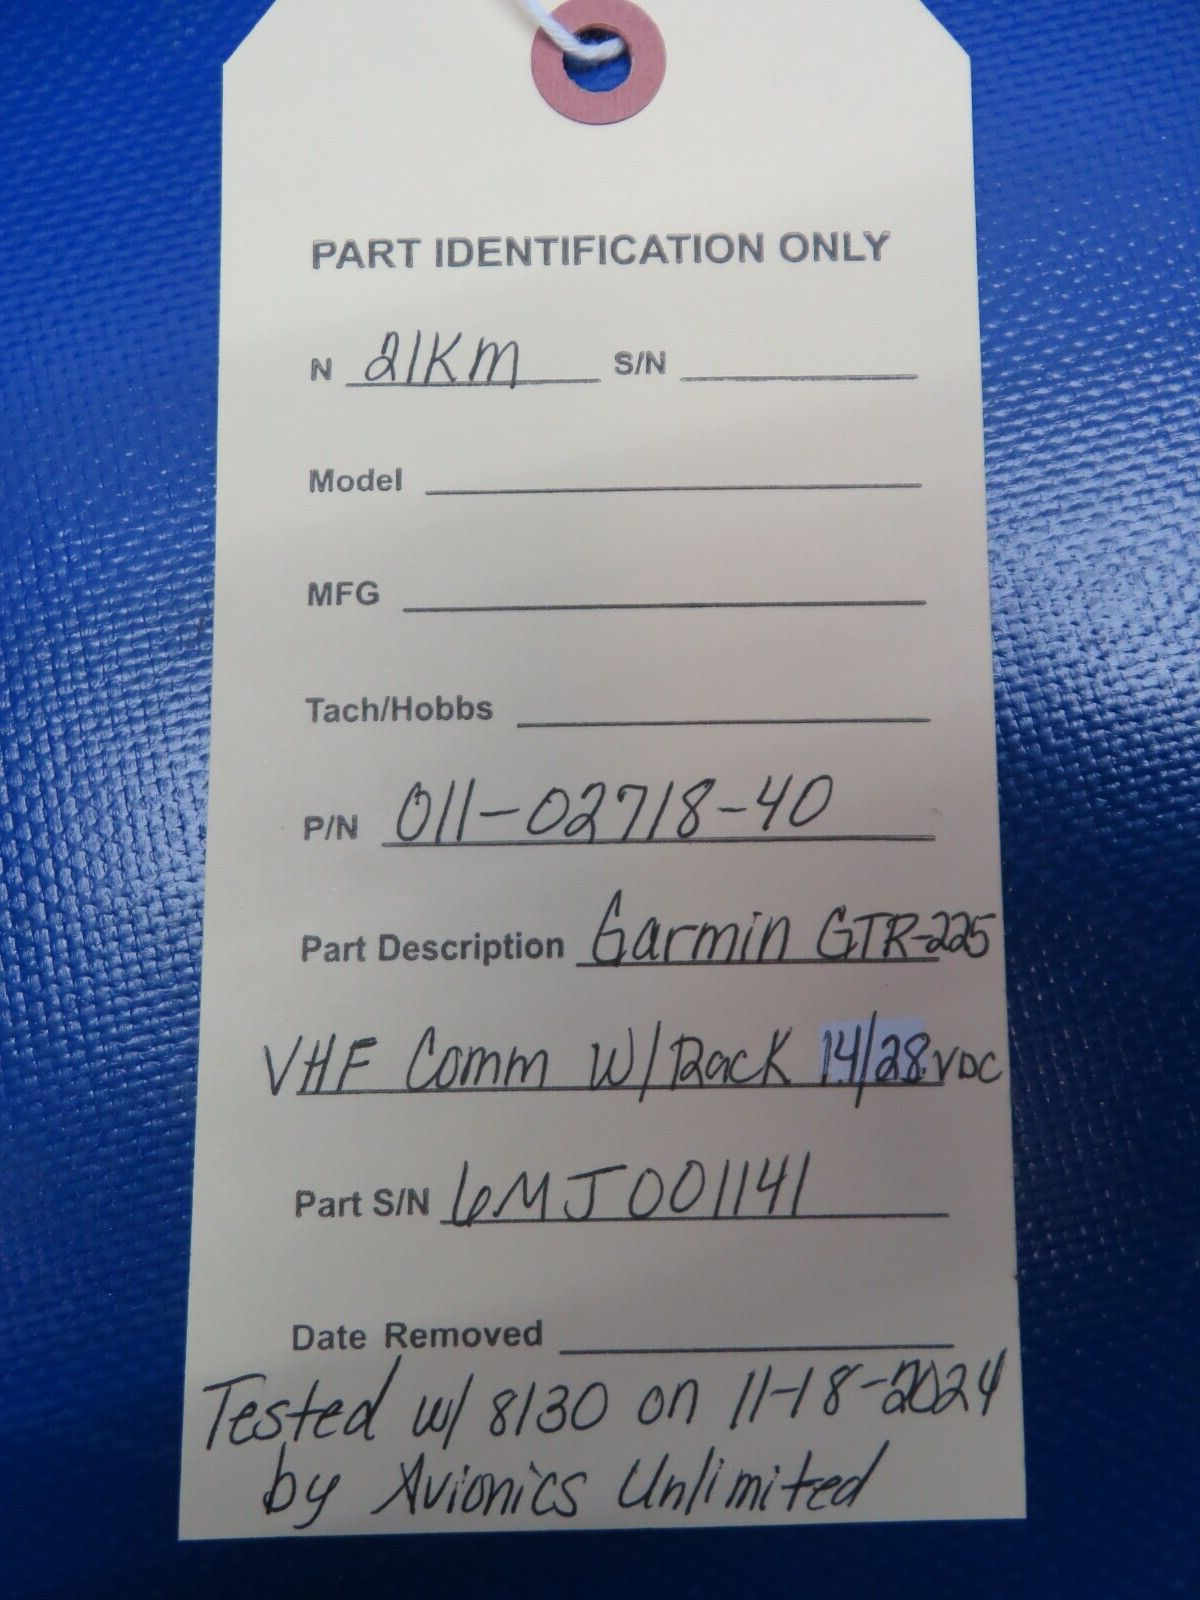 PART IDENTIFICATION ONLY
N 21KM S/N
Model
MFG
Tach/Hobbs
P/N 011-02718-40
Part Description Garmin GTR-225
VHF Comm W/Rack 14/28VDC
Part S/N 6MJ001141
Date Removed
Tested w/ 8130 on 11-18-2024
by Avionics Unlimited